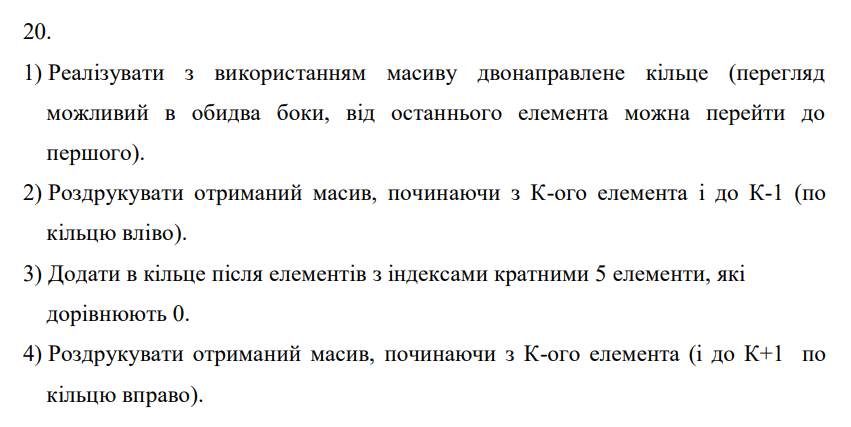 20.
1) Реалізувати з використанням масиву двонаправлене кільце (перегляд
можливий в обидва боки, від останнього елемента можна перейти до
першого).
2) Роздрукувати отриманий масив, починаючи з К-ого елемента і до К-1 (по
кільцю вліво).
3) Додати в кільце після елементів з індексами кратними 5 елементи, які
дорівнюють 0.
4) Роздрукувати отриманий масив, починаючи з К-ого елемента (і до К+1 по
кільцю вправо).